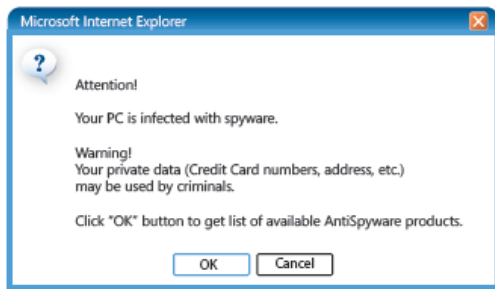 Microsoft Internet Explorer
?
Attention!
Your PC is infected with spyware.
Warning!
Your private data (Credit Card numbers, address, etc.)
may be used by criminals.
Click "OK" button to get list of available AntiSpyware products.
OK Cancel